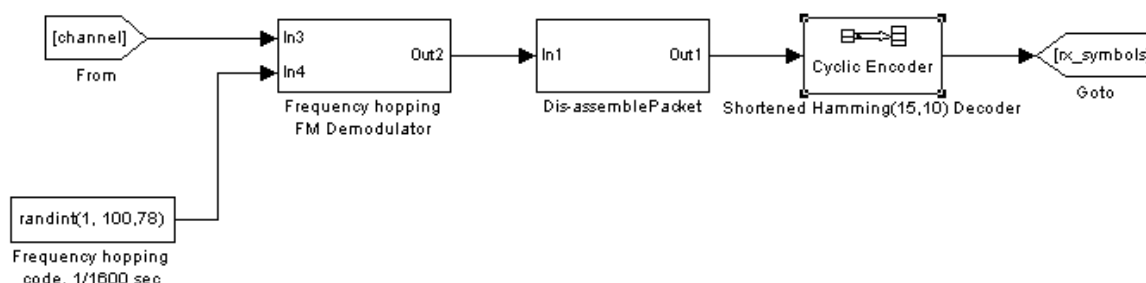 [channel]
From
In3
In4
Out2
Frequency hopping
FM Demodulator
In1
Out1
Dis-assemblePacket
Cyclic Encoder
Shortened Hamming(15,10) Decoder
[rx_symbols
Goto
randint(1, 100,78)
Frequency hopping
code, 1/1600 sec